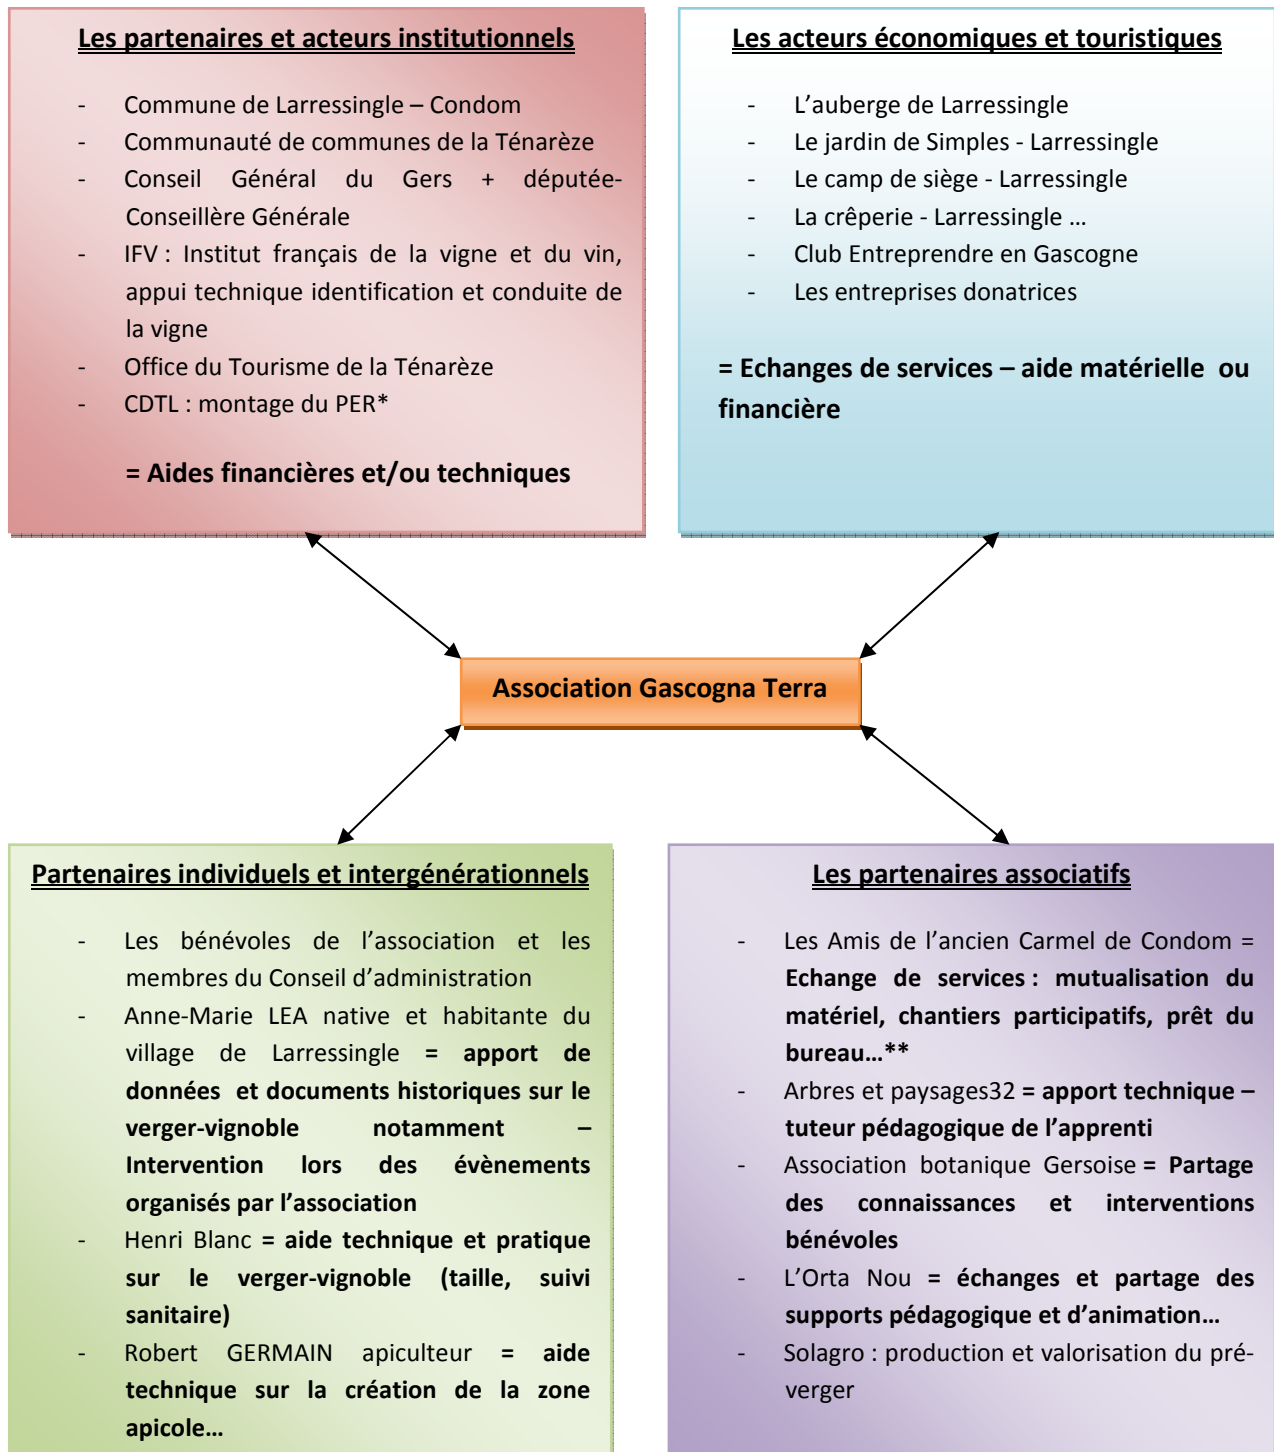 Les partenaires et acteurs institutionnels
- Commune de Larressingle – Condom
- Communauté de communes de la Ténarèze
- Conseil Général du Gers + députée-
Conseillère Générale
- IFV : Institut français de la vigne et du vin,
appui technique identification et conduite de
la vigne
- Office du Tourisme de la Ténarèze
- CDTL : montage du PER*
= Aides financières et/ou techniques
Les acteurs économiques et touristiques
- L’auberge de Larressingle
- Le jardin de Simples - Larressingle
- Le camp de siège - Larressingle
- La crêperie - Larressingle …
- Club Entreprendre en Gascogne
- Les entreprises donatrices
= Echanges de services – aide matérielle ou
financière
Association Gascogna Terra
Partenaires individuels et intergénérationnels
- Les bénévoles de l’association et les
membres du Conseil d’administration
- Anne-Marie LEA native et habitante du
village de Larressingle = apport de
données et documents historiques sur le
verger-vignoble notamment –
Intervention lors des évènements
organisés par l’association
- Henri Blanc = aide technique et pratique
sur le verger-vignoble (taille, suivi
sanitaire)
- Robert GERMAIN apiculteur = aide
technique sur la création de la zone
apicole…
Les partenaires associatifs
- Les Amis de l’ancien Carmel de Condom =
Echange de services : mutualisation du
matériel, chantiers participatifs, prêt du
bureau…**
- Arbres et paysages32 = apport technique –
tuteur pédagogique de l’apprenti
- Association botanique Gersoise = Partage
des connaissances et interventions
bénévoles
- L’Orta Nou = échanges et partage des
supports pédagogique et d’animation…
- Solagro : production et valorisation du pré-
verger